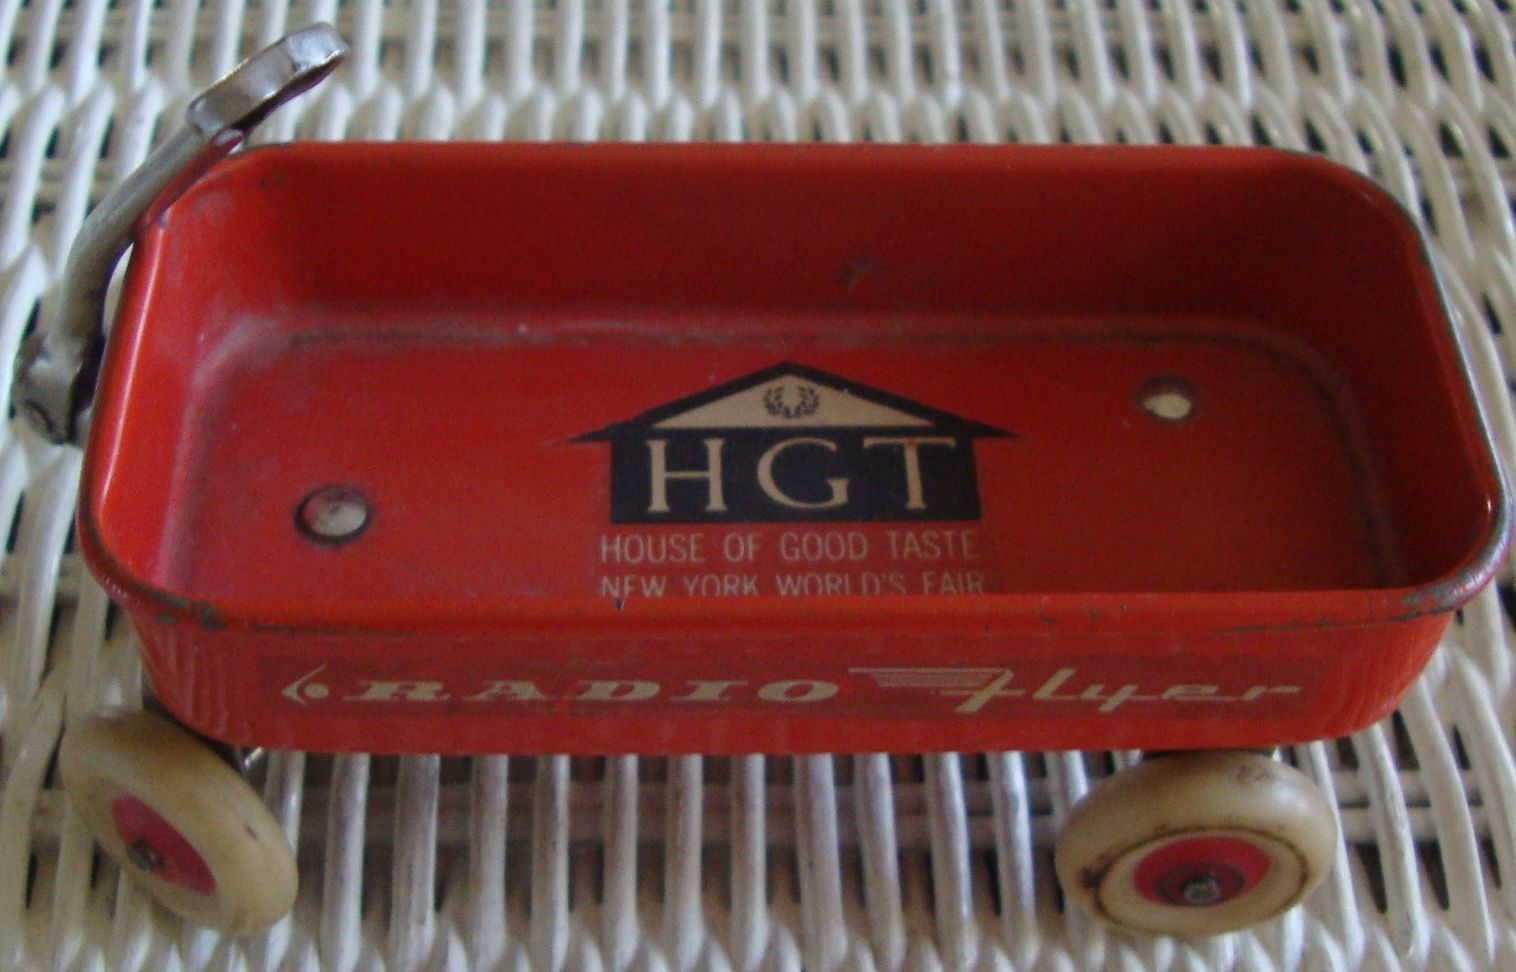 HGT
HOUSE OF GOOD TASTE
NEW YORK WORLD'S FAIR
RADIO Flyer